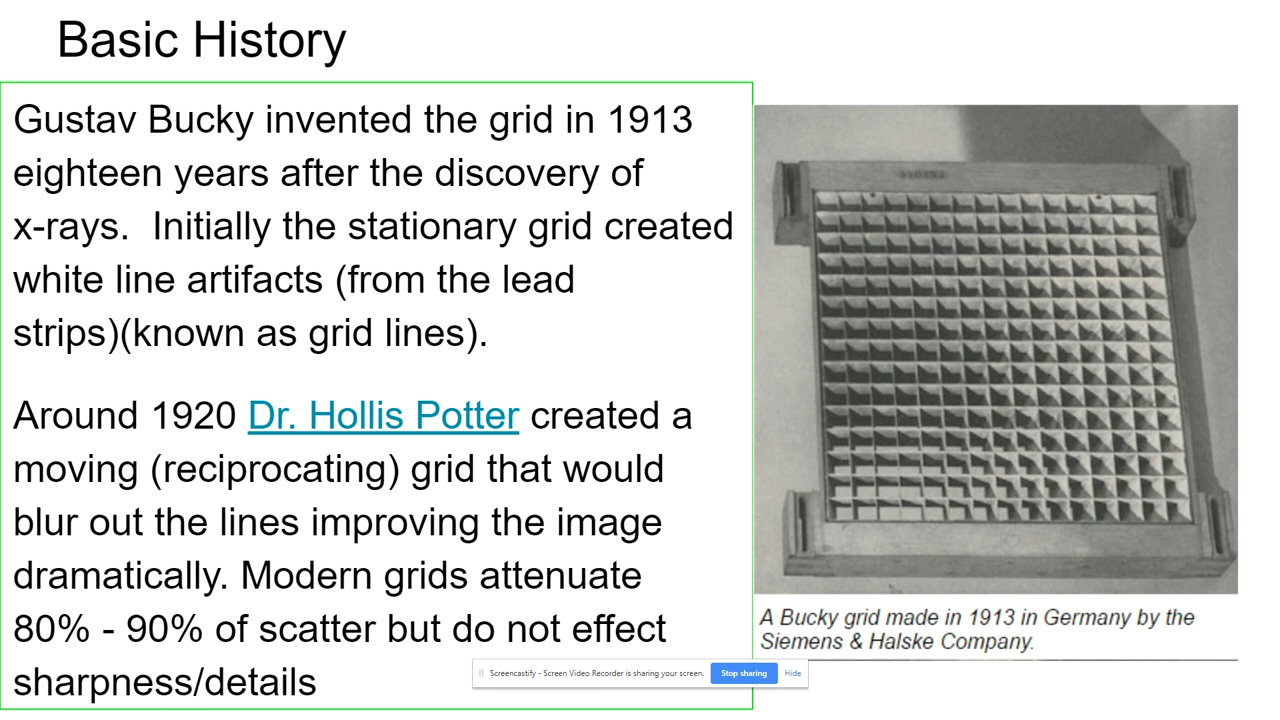 Basic History
Gustav Bucky invented the grid in 1913
eighteen years after the discovery of
x-rays.  Initially the stationary grid created
white line artifacts (from the lead
strips)(known as grid lines).
Around 1920 Dr. Hollis Potter created a
moving (reciprocating) grid that would
blur out the lines improving the image
dramatically. Modern grids attenuate
80% - 90% of scatter but do not effect
sharpness/details
A Bucky grid made in 1913 in Germany by the
Siemens & Halske Company.
Screencastify - Screen Video Recorder is sharing your screen.
Stop sharing
Hide